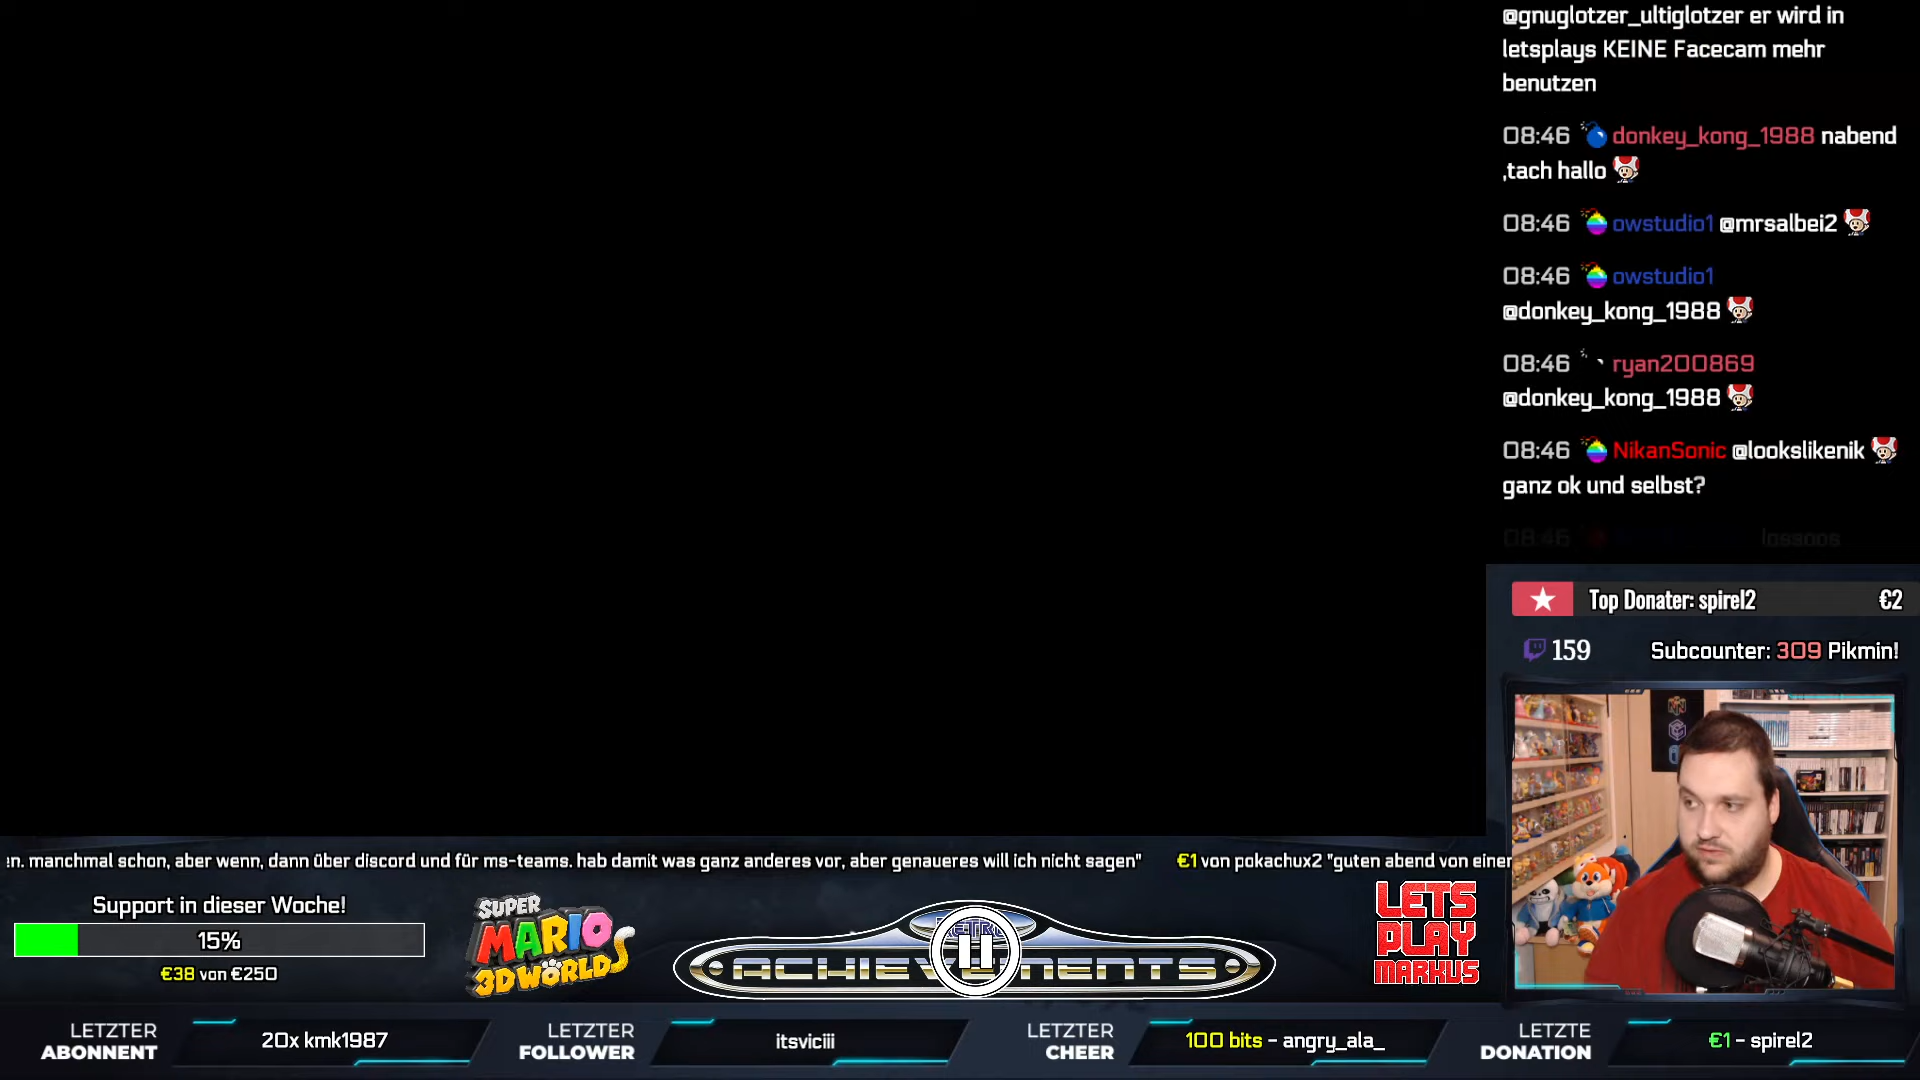 @gnuglotzer_ultiglotzer er wird in
letsplays KEINE Facecam mehr
benutzen
08:46 donkey_kong_1988 nabend
,tach hallo
08:46 owstudio1 @mrsalbei2
08:46 owstudio1
@donkey_kong_1988
08:46 ryan200869
@donkey_kong_1988
08:46 NikanSonic @lookslikenik
ganz ok und selbst?
08:46
Top Donater: spirel2 €2
159 Subcounter: 309 Pikmin!
en. manchmal schon, aber wenn, dann über discord und für ms-teams. hab damit was ganz anderes vor, aber genaueres will ich nicht sagen" €1 von pokachux2 "guten abend von einer
Support in dieser Woche!
15%
€38 von €250
SUPER
MARIO
3D WORLD
RETRO
ACHIEVEMENTS
LETS
PLAY
MARKUS
LETZTER
ABONNENT
20x kmk1987
LETZTER
FOLLOWER
itsviciii
LETZTER
CHEER
100 bits - angry_ala_
LETZTE
DONATION
€1 - spirel2